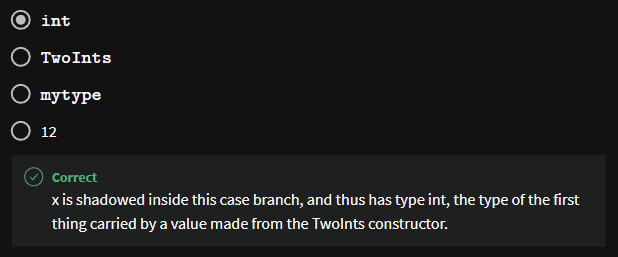 int
TwoInts
mytype
12
Correct
x is shadowed inside this case branch, and thus has type int, the type of the first
thing carried by a value made from the TwoInts constructor.